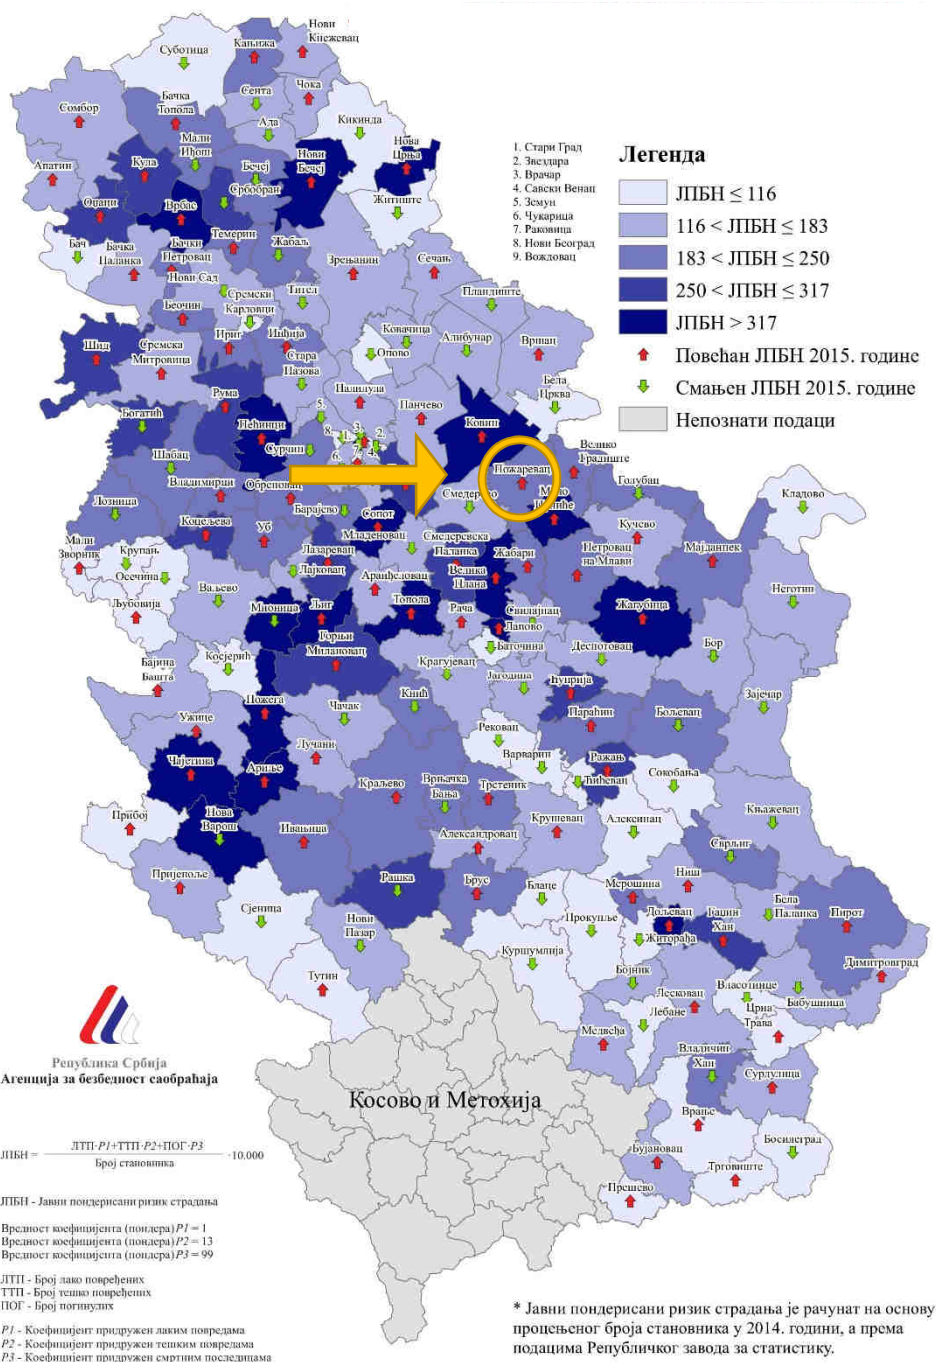 Легенда
ЈПБН ≤ 116
116 < ЈПБН ≤ 183
183 < ЈПБН ≤ 250
250 < ЈПБН ≤ 317
ЈПБН > 317
Повећан ЈПБН 2015. године
Смањен ЈПБН 2015. године
Непознати подаци
1. Стари Град
2. Звездара
3. Врачар
4. Савски Венац
5. Земун
6. Чукарица
7. Раковица
8. Нови Београд
9. Вождовац
Суботица
Кањижа
Нови
Кнежевац
Сомбор
Бачка
Топола
Сента
Чока
Ада
Кикинда
Мали
Иђош
Апатин
Кула
Бечеј
Нови
Бечеј
Нова
Црња
Оџаци
Врбас
Србобран
Житиште
Бач
Бачка
Паланка
Бачки
Петровац
Темерин
Жабаљ
Зрењанин
Сечањ
Нови Сад
Сремски
Карловци
Тител
Пландиште
Беочин
Ковачица
Опово
Алибунар
Вршац
Шид
Сремска
Митровица
Ириг
Инђија
Стара
Пазова
Бела
Црква
Рума
Палилула
Панчево
Ковин
Богатић
Пећинци
5.
8.
1.
3.
2.
4.
6.
7.
Сурчин
Шабац
Владимирци
Обреновац
Пожаревац
Велико
Градиште
Голубац
Кладово
Лозница
Барајево
Сопот
Смедерево
Мало
Коцељева
Уб
Младеновац
Кучево
Мали
Зворник
Крупањ
Осечина
Лазаревац
Лајковац
Смедеревска
Паланка
Велика
Плана
Жабари
Петровац
на Млави
Мајданпек
Љубовија
Ваљево
Аранђеловац
Неготин
Мионица
Љиг
Топола
Рача
Свилајнац
Лапово
Жагубица
Косјерић
Горњи
Милановац
Баточина
Деспотовац
Бор
Бајина
Башта
Крагујевац
Јагодина
Пожега
Чачак
Кнић
Ћуприја
Параћин
Бољевац
Зајечар
Ужице
Лучани
Рековац
Варварин
Ражањ
Чајетина
Ариље
Ћићевац
Сокобања
Краљево
Врњачка
Бања
Трстеник
Прибој
Нова
Варош
Ивањица
Александровац
Крушевац
Алексинац
Књажевац
Сврљиг
Пријепоље
Рашка
Брус
Блаце
Мерошина
Ниш
Бела
Паланка
Пирот
Сјеница
Нови
Пазар
Прокупље
Дољевац
Гаџин
Хан
Житорађа
Куршумлија
Димитровград
Тутин
Бојник
Лесковац
Власотинце
Бабушница
Лебане
Црна
Трава
Медвеђа
Владичин
Хан
Сурдулица
Врање
Босилеград
Бујановац
Трговиште
Прешево
Косово и Метохија
Република Србија
Агенција за безбедност саобраћаја
ЈПБН = ЛТП·P1+ТТП·P2+ПОГ·P3 / Број становника · 10.000
ЈПБН - Јавни пондерисани ризик страдања
Вредност коефицијента (пондера) P1 = 1
Вредност коефицијента (пондера) P2 = 13
Вредност коефицијента (пондера) P3 = 99
ЛТП - Број лако повређених
ТТП - Број тешко повређених
ПОГ - Број погинулих
P1 - Коефицијент придружен лаким повредама
P2 - Коефицијент придружен тешким повредама
P3 - Коефицијент придружен смртним последицама
* Јавни пондерисани ризик страдања је рачунат на основу
процењеног броја становника у 2014. години, а према
подацима Републичког завода за статистику.